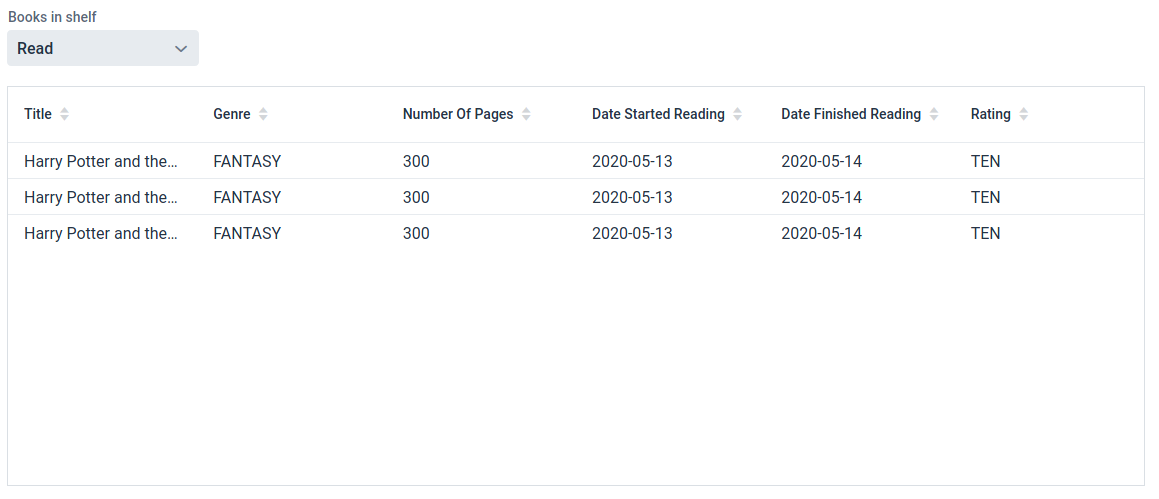 Books in shelf
Read
Title Genre Number Of Pages Date Started Reading Date Finished Reading Rating
Harry Potter and the... FANTASY 300 2020-05-13 2020-05-14 TEN
Harry Potter and the... FANTASY 300 2020-05-13 2020-05-14 TEN
Harry Potter and the... FANTASY 300 2020-05-13 2020-05-14 TEN